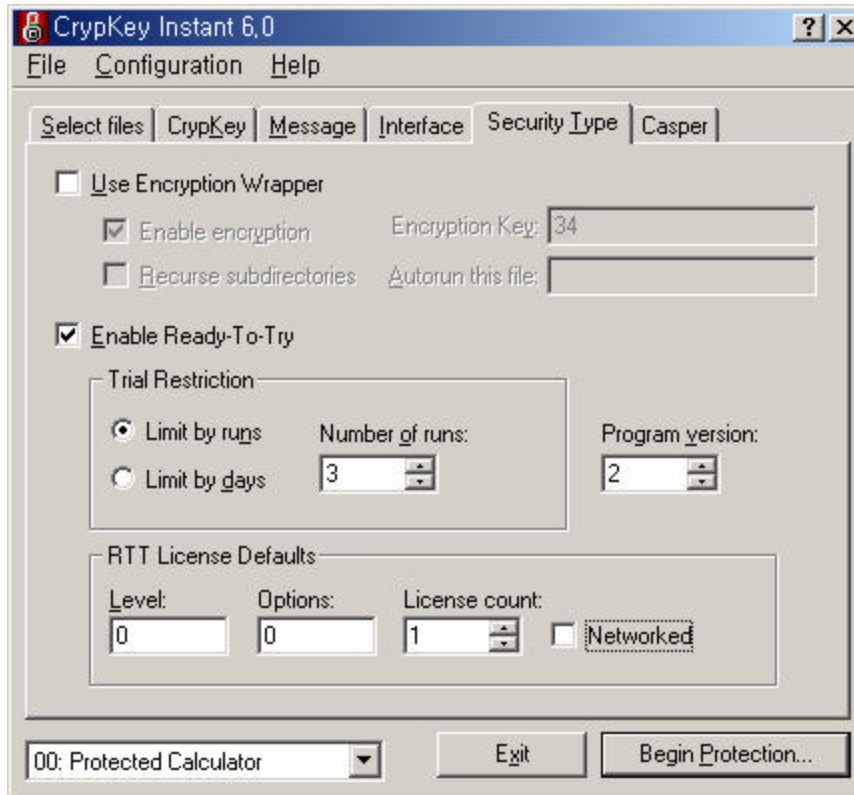 CrypKey Instant 6,0
File Configuration Help
Select files CrypKey Message Interface Security Type Casper
Use Encryption Wrapper
Enable encryption Encryption Key: 34
Recurse subdirectories Autorun this file:
Enable Ready-To-Try
Trial Restriction
Limit by runs Number of runs: Program version:
Limit by days 3 2
RTT License Defaults
Level: Options: License count:
0 0 1 Networked
00: Protected Calculator Exit Begin Protection...